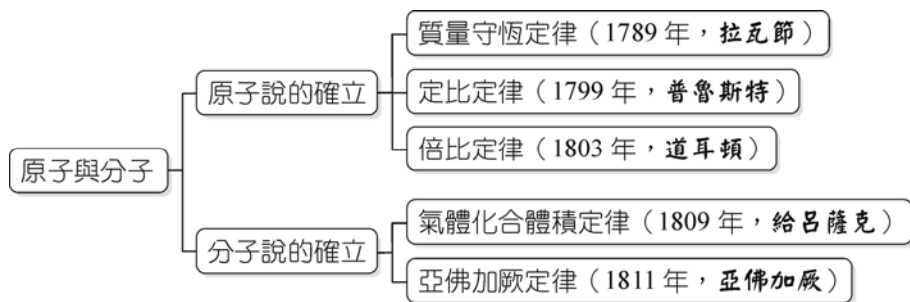 原子與分子
原子說的確立
質量守恆定律（1789 年，拉瓦節）
定比定律（1799 年，普魯斯特）
倍比定律（1803 年，道耳頓）
分子說的確立
氣體化合體積定律（1809 年，給呂薩克）
亞佛加厥定律（1811 年，亞佛加厥）